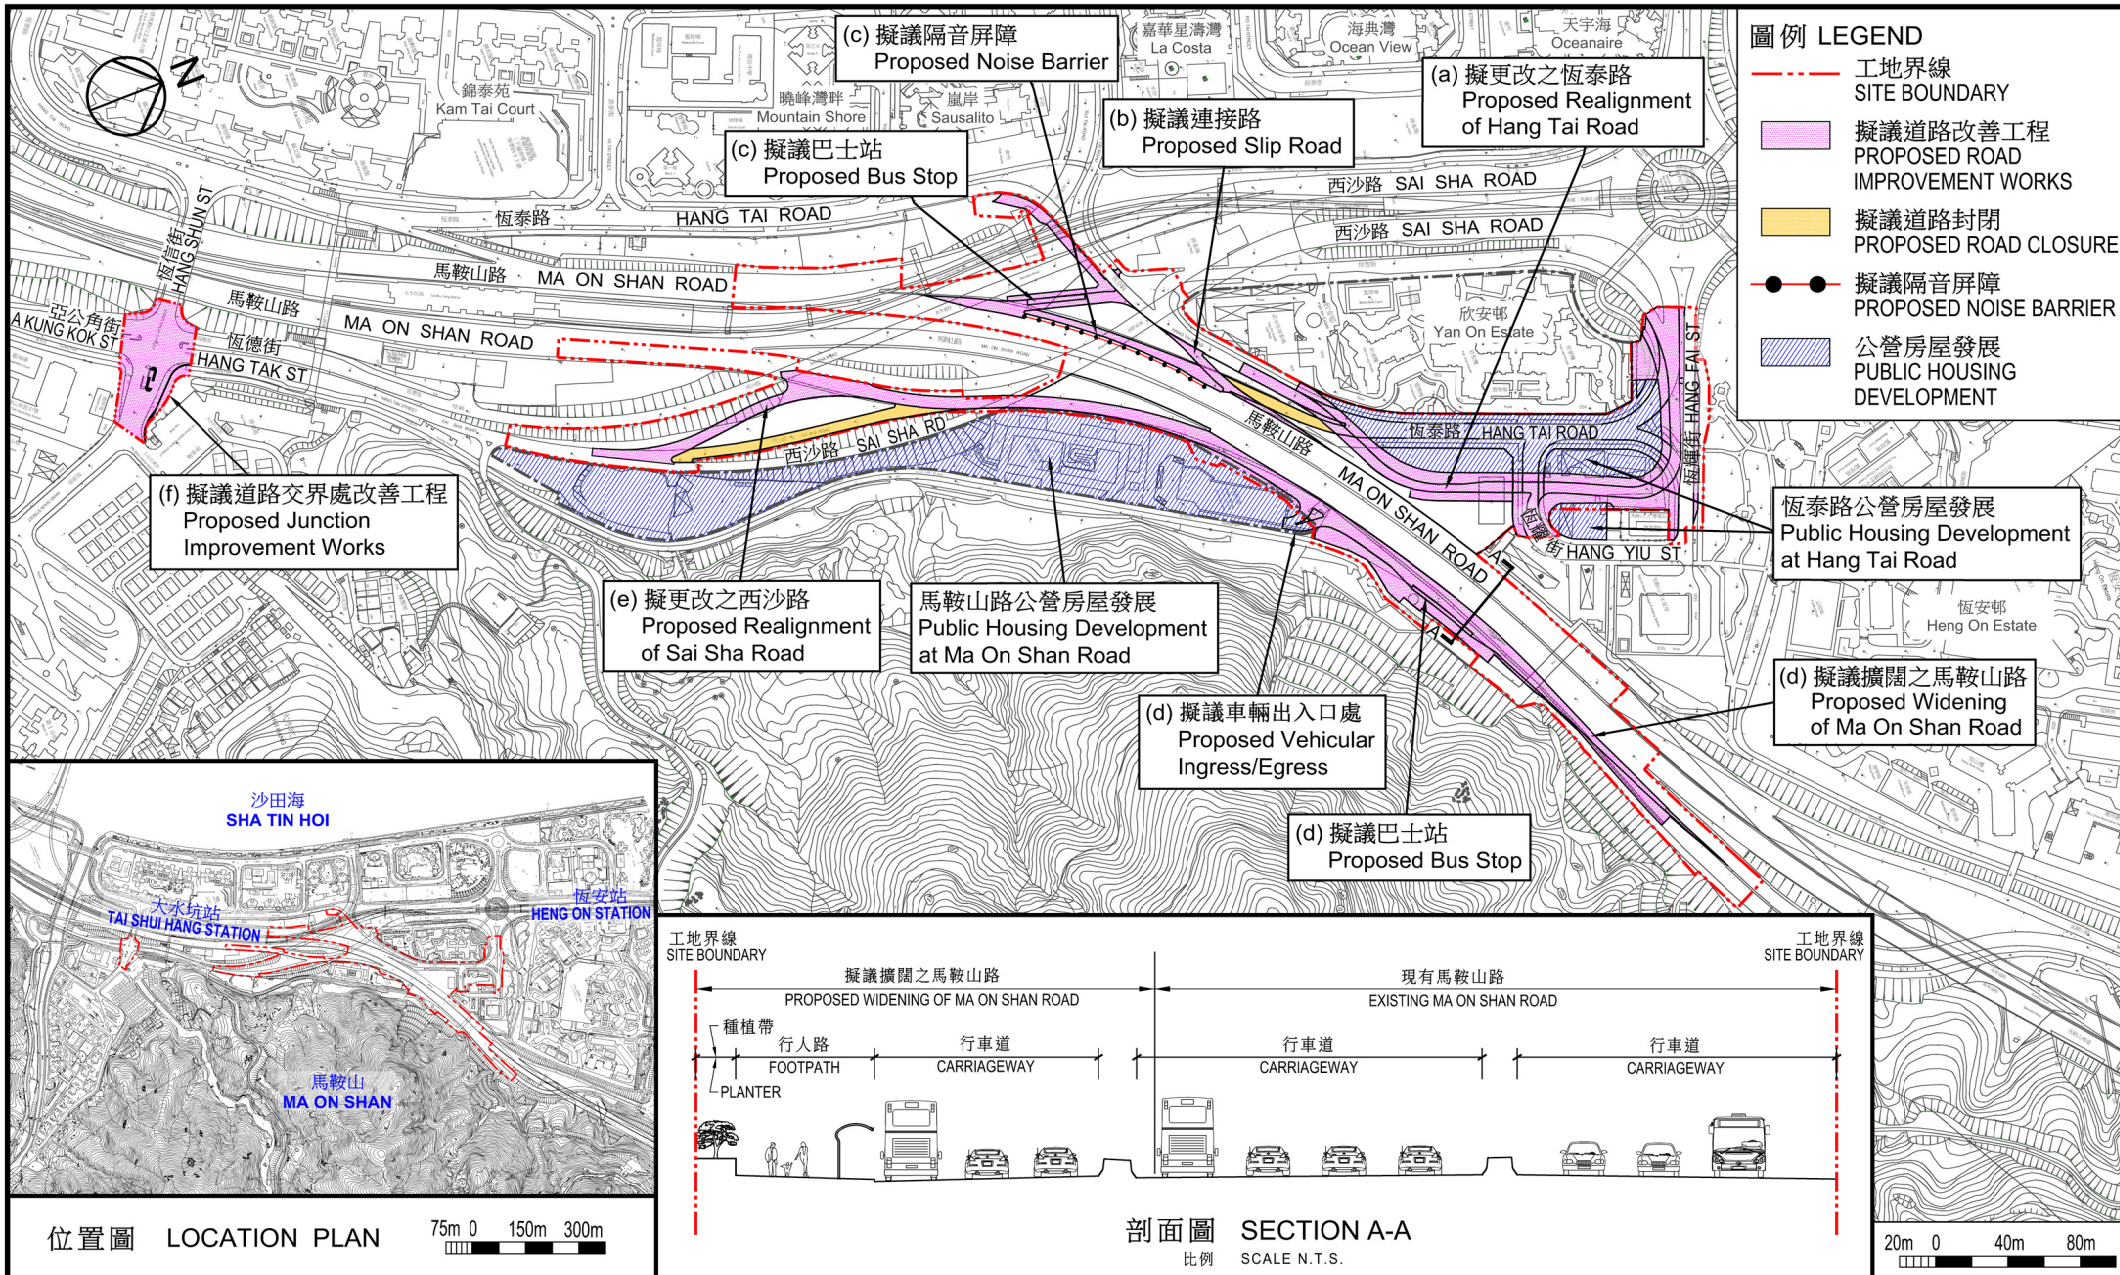 (c) 擬議隔音屏障
Proposed Noise Barrier
嘉華星濤灣
La Costa
海典灣
Ocean View
天宇海
Oceanaire
圖例 LEGEND
工地界線
SITE BOUNDARY
擬議道路改善工程
PROPOSED ROAD
IMPROVEMENT WORKS
擬議道路封閉
PROPOSED ROAD CLOSURE
擬議隔音屏障
PROPOSED NOISE BARRIER
公營房屋發展
PUBLIC HOUSING
DEVELOPMENT
N
錦泰苑
Kam Tai Court
曉峰灣畔
Mountain Shore
嵐岸
Sausalito
(b) 擬議連接路
Proposed Slip Road
(a) 擬更改之恆泰路
Proposed Realignment
of Hang Tai Road
(c) 擬議巴士站
Proposed Bus Stop
西沙路 SAI SHA ROAD
西沙路 SAI SHA ROAD
恆泰路 HANG TAI ROAD
恆信街
HANG SHUN ST
馬鞍山路 MA ON SHAN ROAD
馬鞍山路
MA ON SHAN ROAD
亞公角街
A KUNG KOK ST
恆德街
HANG TAK ST
欣安邨
Yan On Estate
恆輝街 HANG FAI ST
恆泰路 HANG TAI ROAD
西沙路 SAI SHA RD
馬鞍山路
MA ON SHAN ROAD
恆耀街 HANG YIU ST
A
A
(f) 擬議道路交界處改善工程
Proposed Junction
Improvement Works
恆泰路公營房屋發展
Public Housing Development
at Hang Tai Road
(e) 擬更改之西沙路
Proposed Realignment
of Sai Sha Road
馬鞍山路公營房屋發展
Public Housing Development
at Ma On Shan Road
恆安邨
Heng On Estate
(d) 擬議車輛出入口處
Proposed Vehicular
Ingress/Egress
(d) 擬議擴闊之馬鞍山路
Proposed Widening
of Ma On Shan Road
(d) 擬議巴士站
Proposed Bus Stop
沙田海
SHA TIN HOI
大水坑站
TAI SHUI HANG STATION
恆安站
HENG ON STATION
馬鞍山
MA ON SHAN
位置圖 LOCATION PLAN
75m 0 150m 300m
工地界線
SITE BOUNDARY
工地界線
SITE BOUNDARY
擬議擴闊之馬鞍山路
PROPOSED WIDENING OF MA ON SHAN ROAD
現有馬鞍山路
EXISTING MA ON SHAN ROAD
種植帶
PLANTER
行人路
FOOTPATH
行車道
CARRIAGEWAY
行車道
CARRIAGEWAY
行車道
CARRIAGEWAY
剖面圖 SECTION A-A
比例 SCALE N.T.S.
20m 0 40m 80m